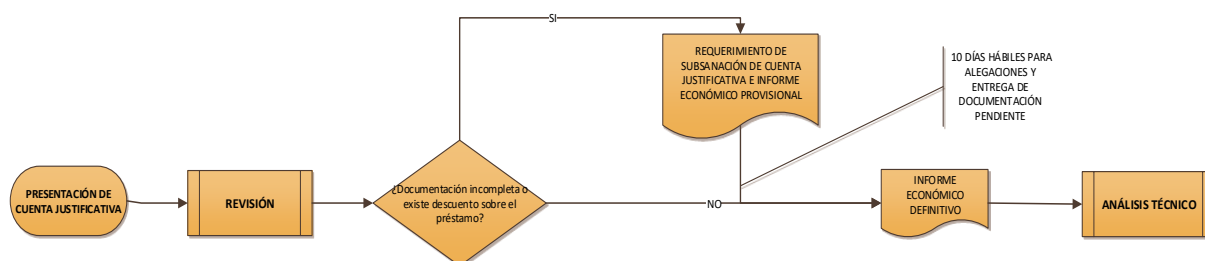 SI
REQUERIMIENTO DE
SUBSANACIÓN DE CUENTA
JUSTIFICATIVA E INFORME
ECONÓMICO PROVISIONAL
10 DÍAS HÁBILES PARA
ALEGACIONES Y
ENTREGA DE
DOCUMENTACIÓN
PENDIENTE
PRESENTACIÓN DE
CUENTA JUSTIFICATIVA
REVISIÓN
¿Documentación incompleta o
existe descuento sobre el
préstamo?
NO
INFORME
ECONÓMICO
DEFINITIVO
ANÁLISIS TÉCNICO